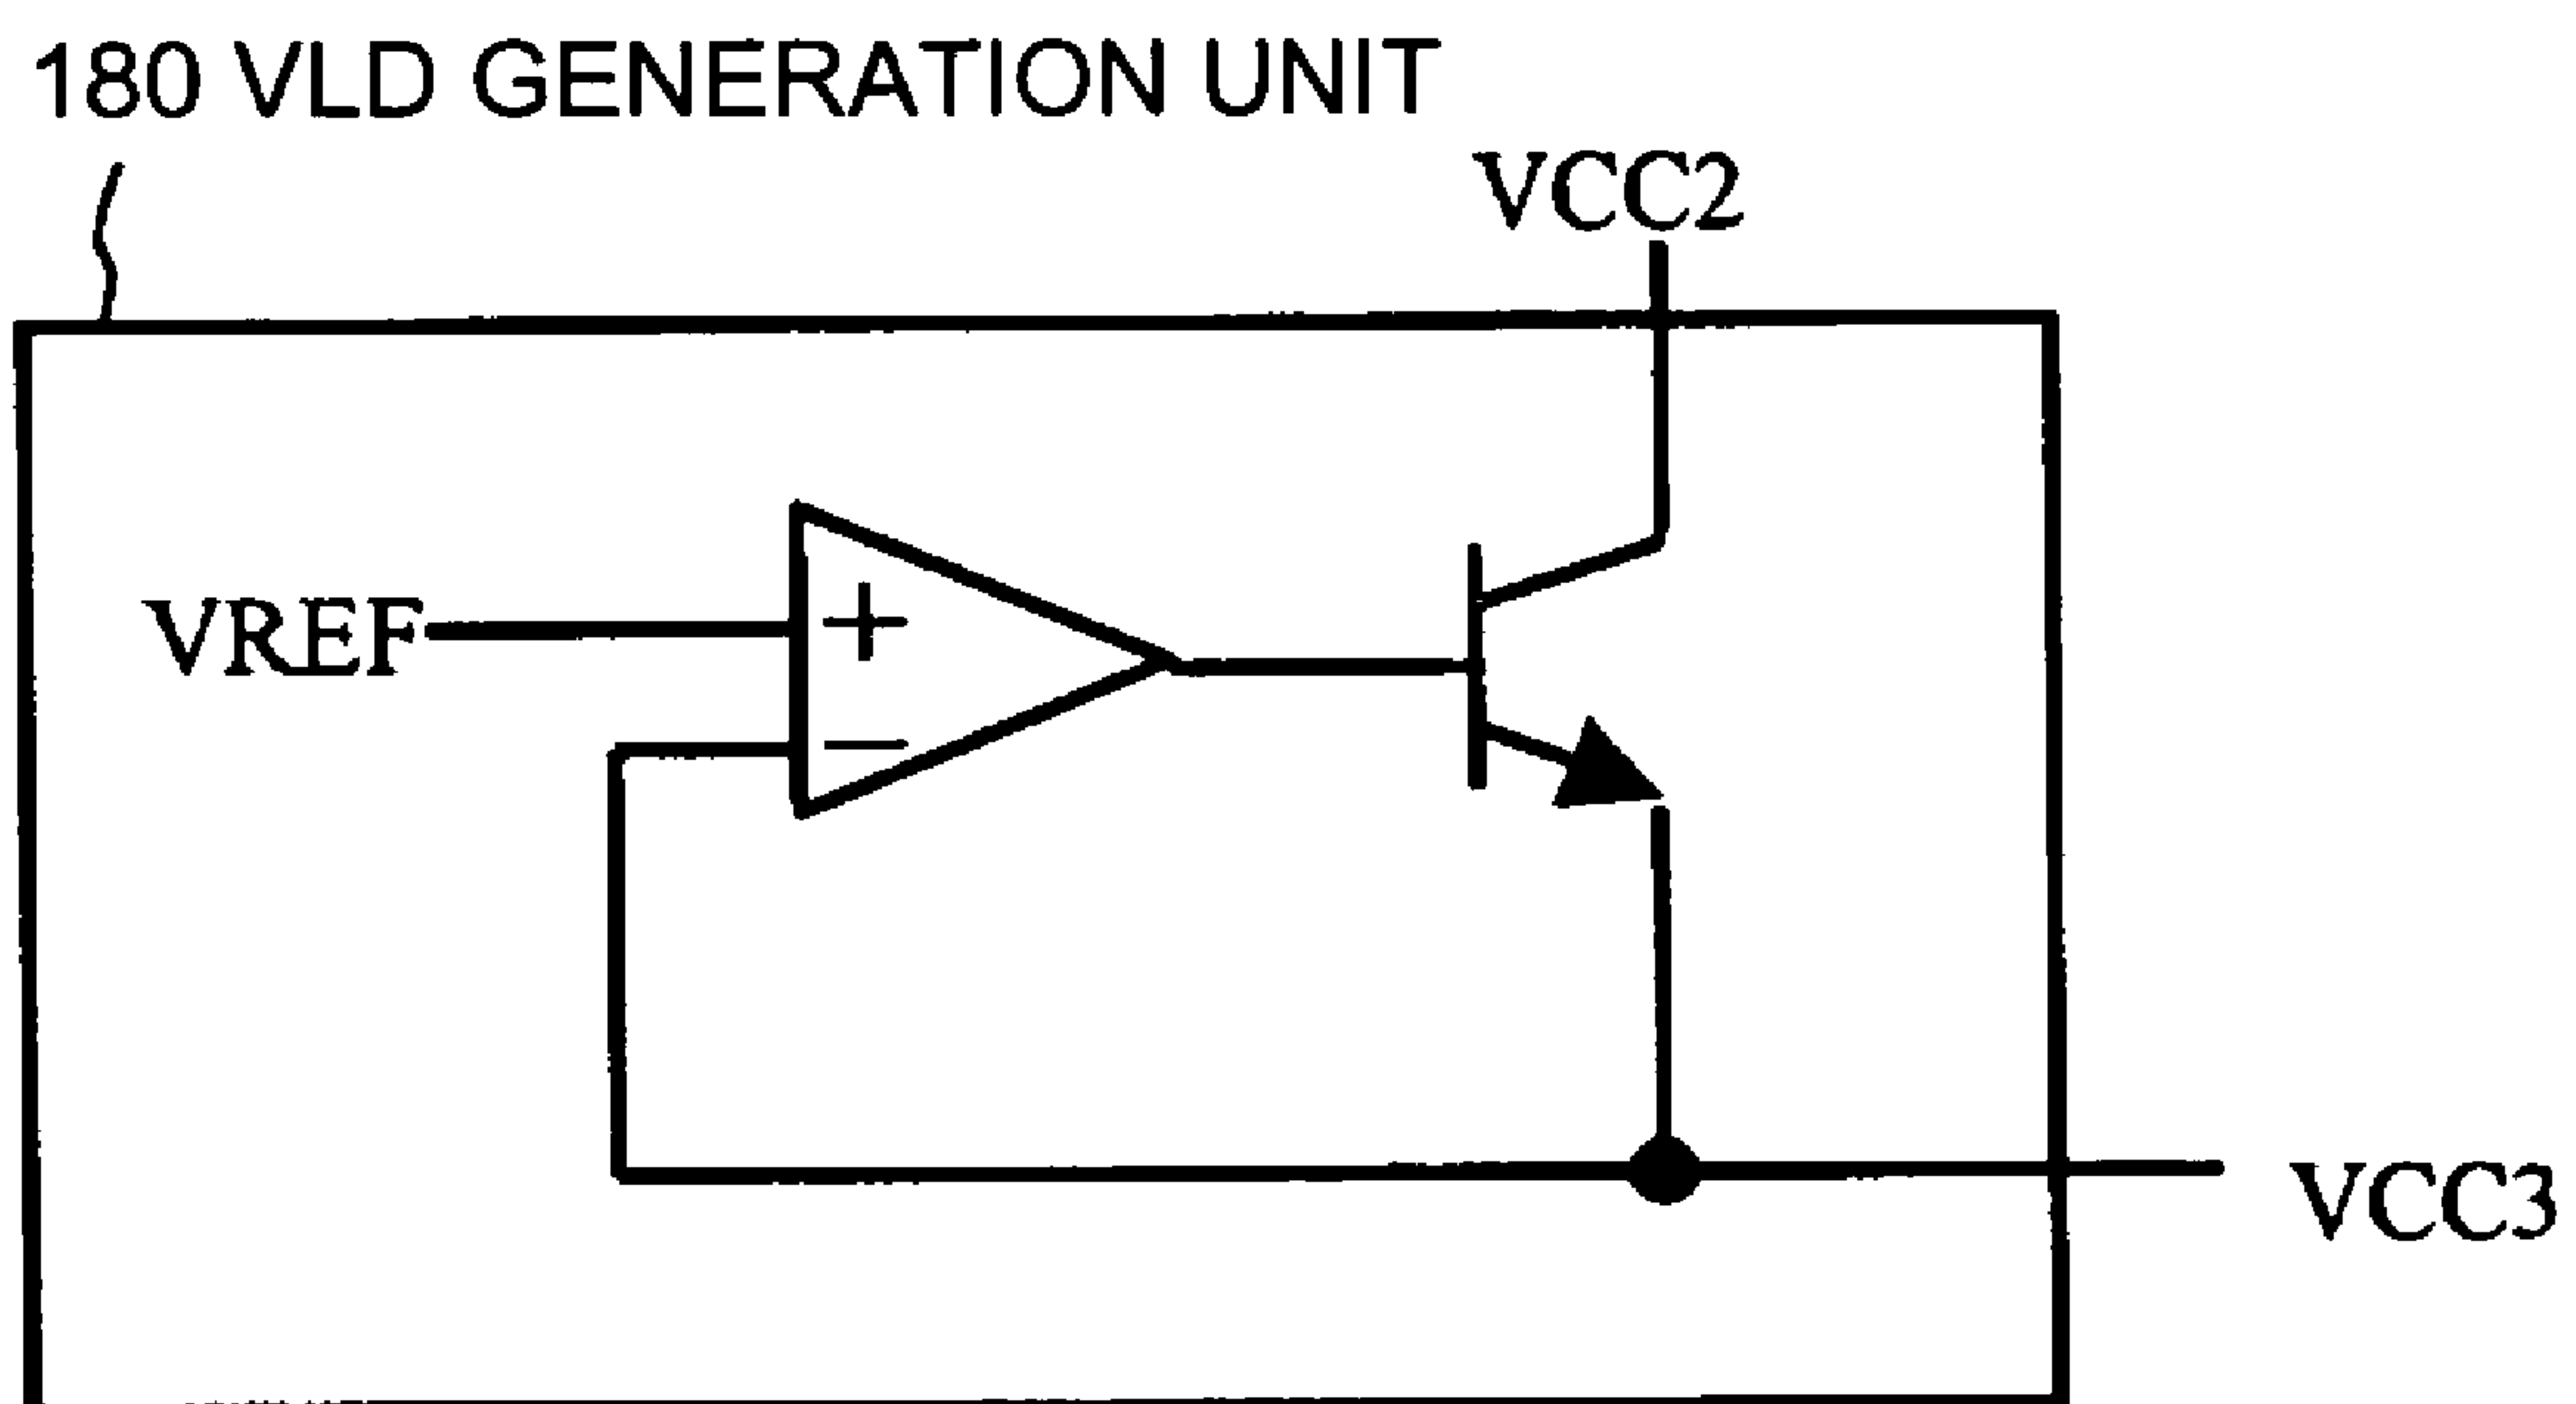 180 VLD GENERATION UNIT
VCC2
VREF
+
−
VCC3